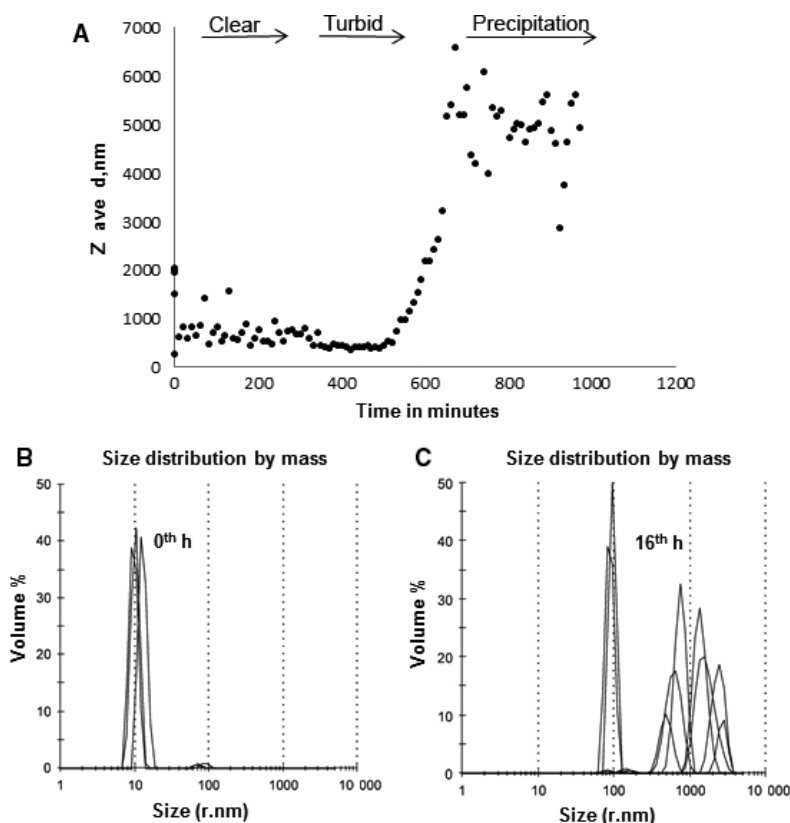 A
Clear
Turbid
Precipitation
7000
6000
5000
4000
3000
2000
1000
0
Z ave d,nm
0
200
400
600
800
1000
1200
Time in minutes
B
Size distribution by mass
50
40
30
20
10
0
Volume %
0th h
1
10
100
1000
10 000
Size (r.nm)
C
Size distribution by mass
50
40
30
20
10
0
Volume %
16th h
1
10
100
1000
10 000
Size (r.nm)